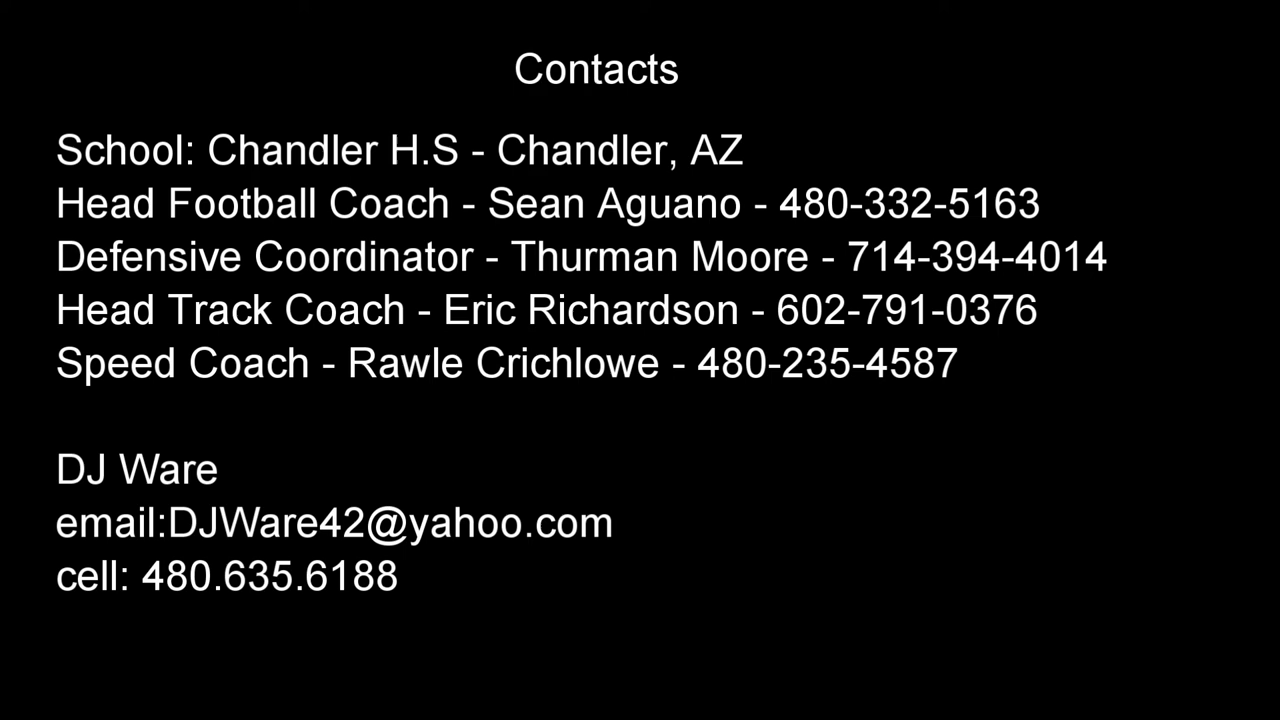 Contacts
School: Chandler H.S - Chandler, AZ
Head Football Coach - Sean Aguano - 480-332-5163
Defensive Coordinator - Thurman Moore - 714-394-4014
Head Track Coach - Eric Richardson - 602-791-0376
Speed Coach - Rawle Crichlowe - 480-235-4587
DJ Ware
email:DJWare42@yahoo.com
cell: 480.635.6188